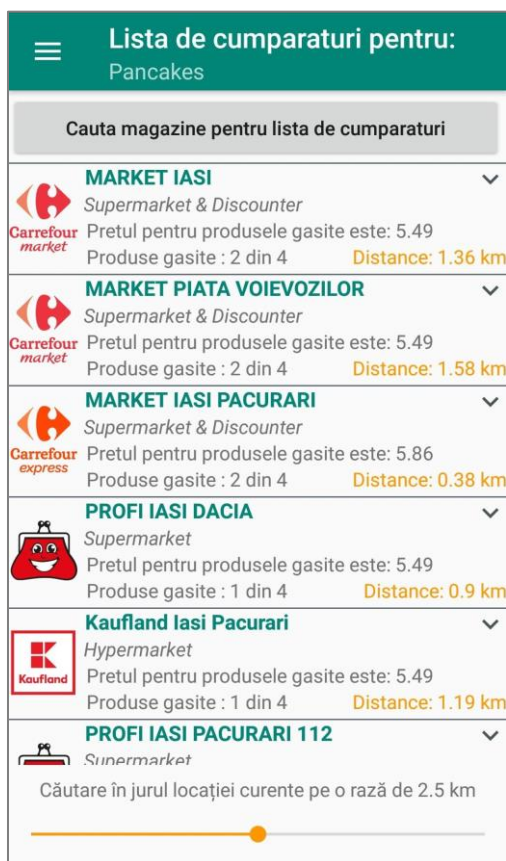 Lista de cumparaturi pentru:
Pancakes
Cauta magazine pentru lista de cumparaturi
MARKET IASI
Supermarket & Discounter
Carrefour
market
Pretul pentru produsele gasite este: 5.49
Produse gasite : 2 din 4 Distance: 1.36 km
MARKET PIATA VOIEVOZILOR
Supermarket & Discounter
Carrefour
market
Pretul pentru produsele gasite este: 5.49
Produse gasite : 2 din 4 Distance: 1.58 km
MARKET IASI PACURARI
Supermarket & Discounter
Carrefour
express
Pretul pentru produsele gasite este: 5.86
Produse gasite : 2 din 4 Distance: 0.38 km
PROFI IASI DACIA
Supermarket
Pretul pentru produsele gasite este: 5.49
Produse gasite : 1 din 4 Distance: 0.9 km
Kaufland Iasi Pacurari
Hypermarket
Kaufland
Pretul pentru produsele gasite este: 5.49
Produse gasite : 1 din 4 Distance: 1.19 km
PROFI IASI PACURARI 112
Supermarket
Căutare în jurul locației curente pe o rază de 2.5 km